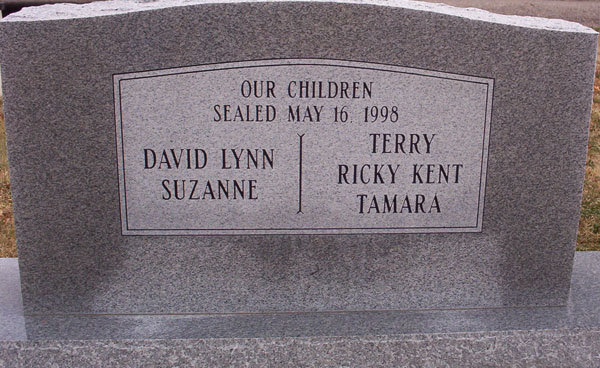 OUR CHILDREN
SEALED MAY 16, 1998
DAVID LYNN
SUZANNE
TERRY
RICKY KENT
TAMARA